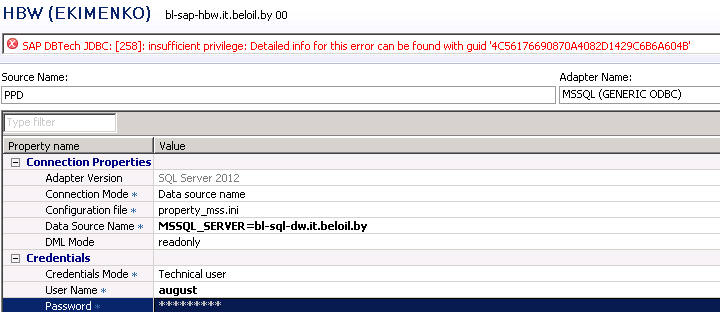 HBW (EKIMENKO) bl-sap-hbw.it.beloil.by 00
SAP DBTech JDBC: [258]: insufficient privilege: Detailed info for this error can be found with guid '4C56176690870A4082D1429C6B6A604B'
Source Name: Adapter Name:
PPD MSSQL (GENERIC ODBC)
Type filter
Property name Value
Connection Properties
Adapter Version SQL Server 2012
Connection Mode * Data source name
Configuration file * property_mss.ini
Data Source Name * MSSQL_SERVER=bl-sql-dw.it.beloil.by
DML Mode readonly
Credentials
Credentials Mode * Technical user
User Name * august
Password * *********